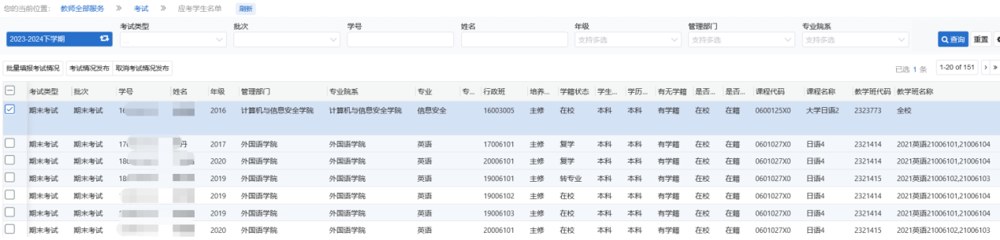 您的当前位置: 教师全部服务 » 考试 » 应考学生名单 刷新
考试类型 批次 学号 姓名 年级 管理部门 专业院系
2023-2024下学期 支持多选 支持多选 支持多选 查询 重置
批量填报考试情况 考试情况发布 取消考试情况发布 已选 1 条 1-20 of 151 › »
考试类型 批次 学号 姓名 年级 管理部门 专业院系 专业 专... 行政班 培养... 学籍状态 学生... 学历... 有无学籍 是否... 是否... 课程代码 课程名称 教学班代码 教学班名称
期末考试 期末考试 2016 计算机与信息安全学院 计算机与信息安全学院 信息安全 16003005 主修 在校 本科 本科 有学籍 在校 在籍 0600125X0 大学日语2 2323773 全校
期末考试 期末考试 丹 2017 外国语学院 外国语学院 英语 17006101 主修 复学 本科 本科 有学籍 在校 在籍 0601027X0 日语4 2321414 2021英语21006101,21006104
期末考试 期末考试 2020 外国语学院 外国语学院 英语 20006101 主修 复学 本科 本科 有学籍 在校 在籍 0601027X0 日语4 2321414 2021英语21006101,21006104
期末考试 期末考试 2019 外国语学院 外国语学院 英语 19006101 主修 转专业 本科 本科 有学籍 在校 在籍 0601027X0 日语4 2321415 2021英语21006102,21006103
期末考试 期末考试 2019 外国语学院 外国语学院 英语 19006102 主修 在校 本科 本科 有学籍 在校 在籍 0601027X0 日语4 2321414 2021英语21006101,21006104
期末考试 期末考试 2019 外国语学院 外国语学院 英语 19006103 主修 在校 本科 本科 有学籍 在校 在籍 0601027X0 日语4 2321414 2021英语21006101,21006104
期末考试 期末考试 2020 外国语学院 外国语学院 英语 20006101 主修 在校 本科 本科 有学籍 在校 在籍 0601027X0 日语4 2321415 2021英语21006102,21006103